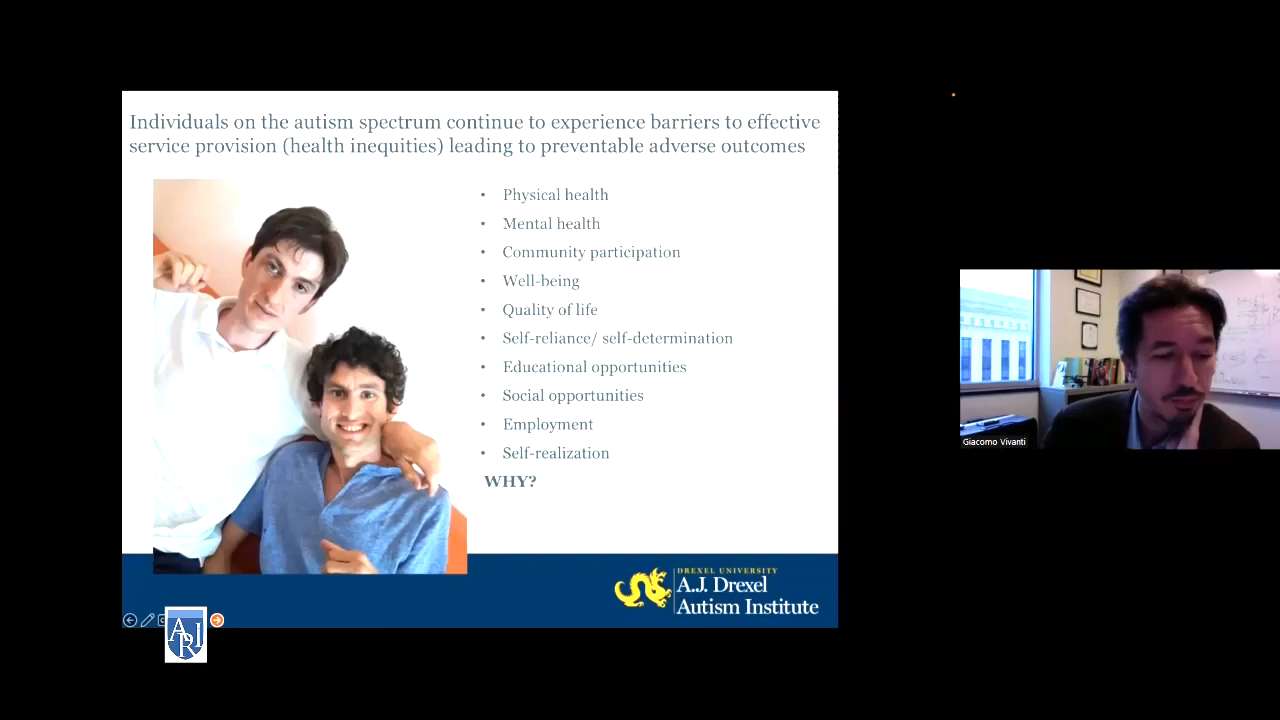 Individuals on the autism spectrum continue to experience barriers to effective
service provision (health inequities) leading to preventable adverse outcomes
• Physical health
• Mental health
• Community participation
• Well-being
• Quality of life
• Self-reliance/ self-determination
• Educational opportunities
• Social opportunities
• Employment
• Self-realization
WHY?
DREXEL UNIVERSITY
A.J. Drexel
Autism Institute
ARI
Giacomo Vivanti